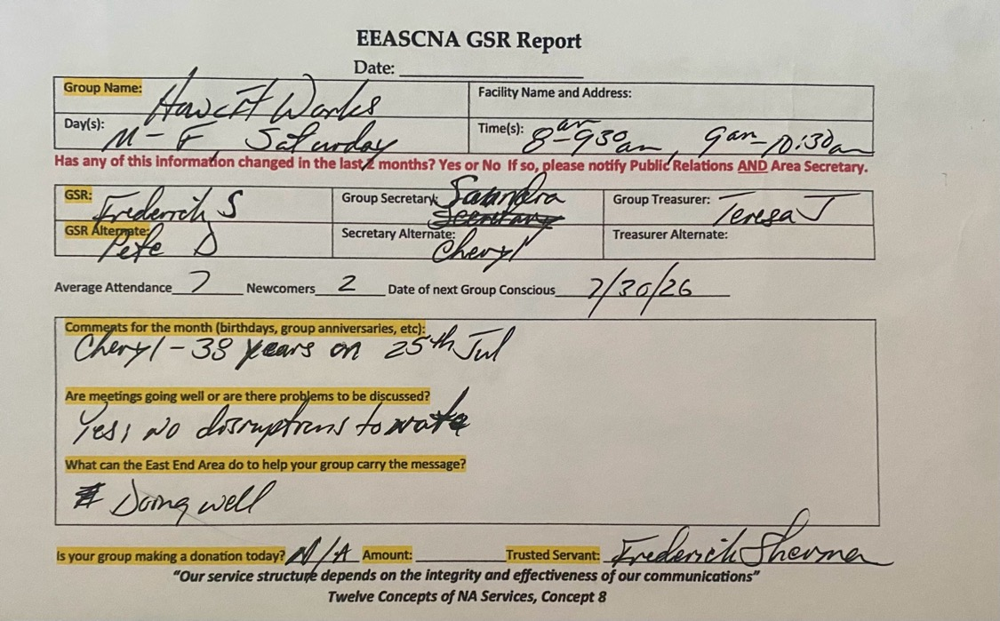 EEASCNA GSR Report
Date:
Group Name: How It Works Facility Name and Address:
Day(s): M - F Saturday Time(s): 8am-930am, 9am-10:30am
Has any of this information changed in the last 2 months? Yes or No If so, please notify Public Relations AND Area Secretary.
GSR: Frederick S Group Secretary: Saundra Group Treasurer: Teresa J
GSR Alternate: Pete D Secretary Alternate: Cheryl Treasurer Alternate:
Average Attendance 7 Newcomers 2 Date of next Group Conscious 7/30/26
Comments for the month (birthdays, group anniversaries, etc):
Cheryl - 38 years on 25th Jul
Are meetings going well or are there problems to be discussed?
Yes, No disruptions to
What can the East End Area do to help your group carry the message?
Doing well
Is your group making a donation today? N/A Amount: Trusted Servant: Frederick Sherman
"Our service structure depends on the integrity and effectiveness of our communications"
Twelve Concepts of NA Services, Concept 8